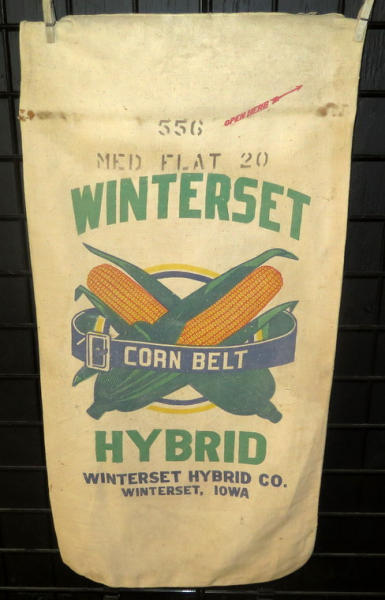 OPEN HERE
556
MED FLAT 20
WINTERSET
CORN BELT
HYBRID
WINTERSET HYBRID CO.
WINTERSET, IOWA